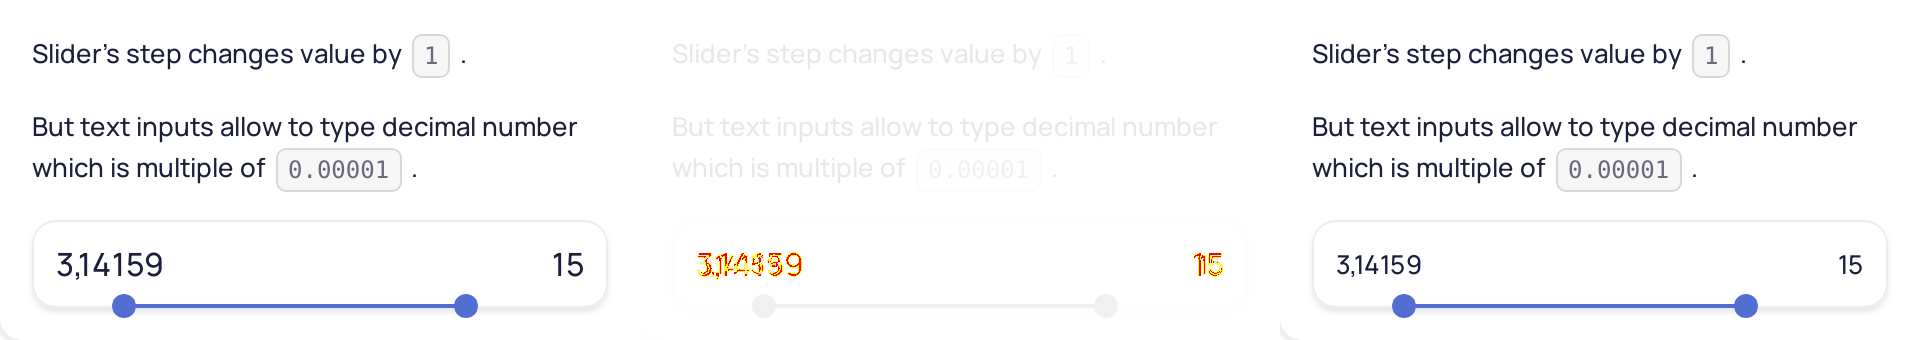 Slider's step changes value by 1 .
But text inputs allow to type decimal number
which is multiple of 0.00001 .
3,14159 15
Slider's step changes value by 1 .
But text inputs allow to type decimal number
which is multiple of 0.00001 .
15
Slider's step changes value by 1 .
But text inputs allow to type decimal number
which is multiple of 0.00001 .
3,14159 15